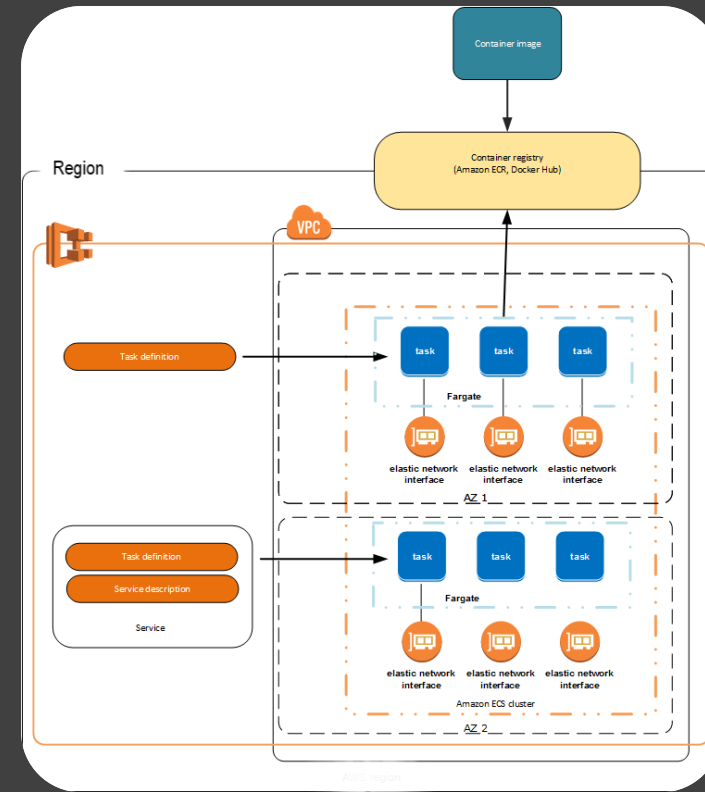 Container image
Container registry
(Amazon ECR, Docker Hub)
Region
VPC
task
task
task
Task definition
Fargate
elastic network
interface
elastic network
interface
elastic network
interface
AZ 1
task
task
task
Task definition
Service description
Service
Fargate
elastic network
interface
elastic network
interface
elastic network
interface
Amazon ECS cluster
AZ 2
AWS region